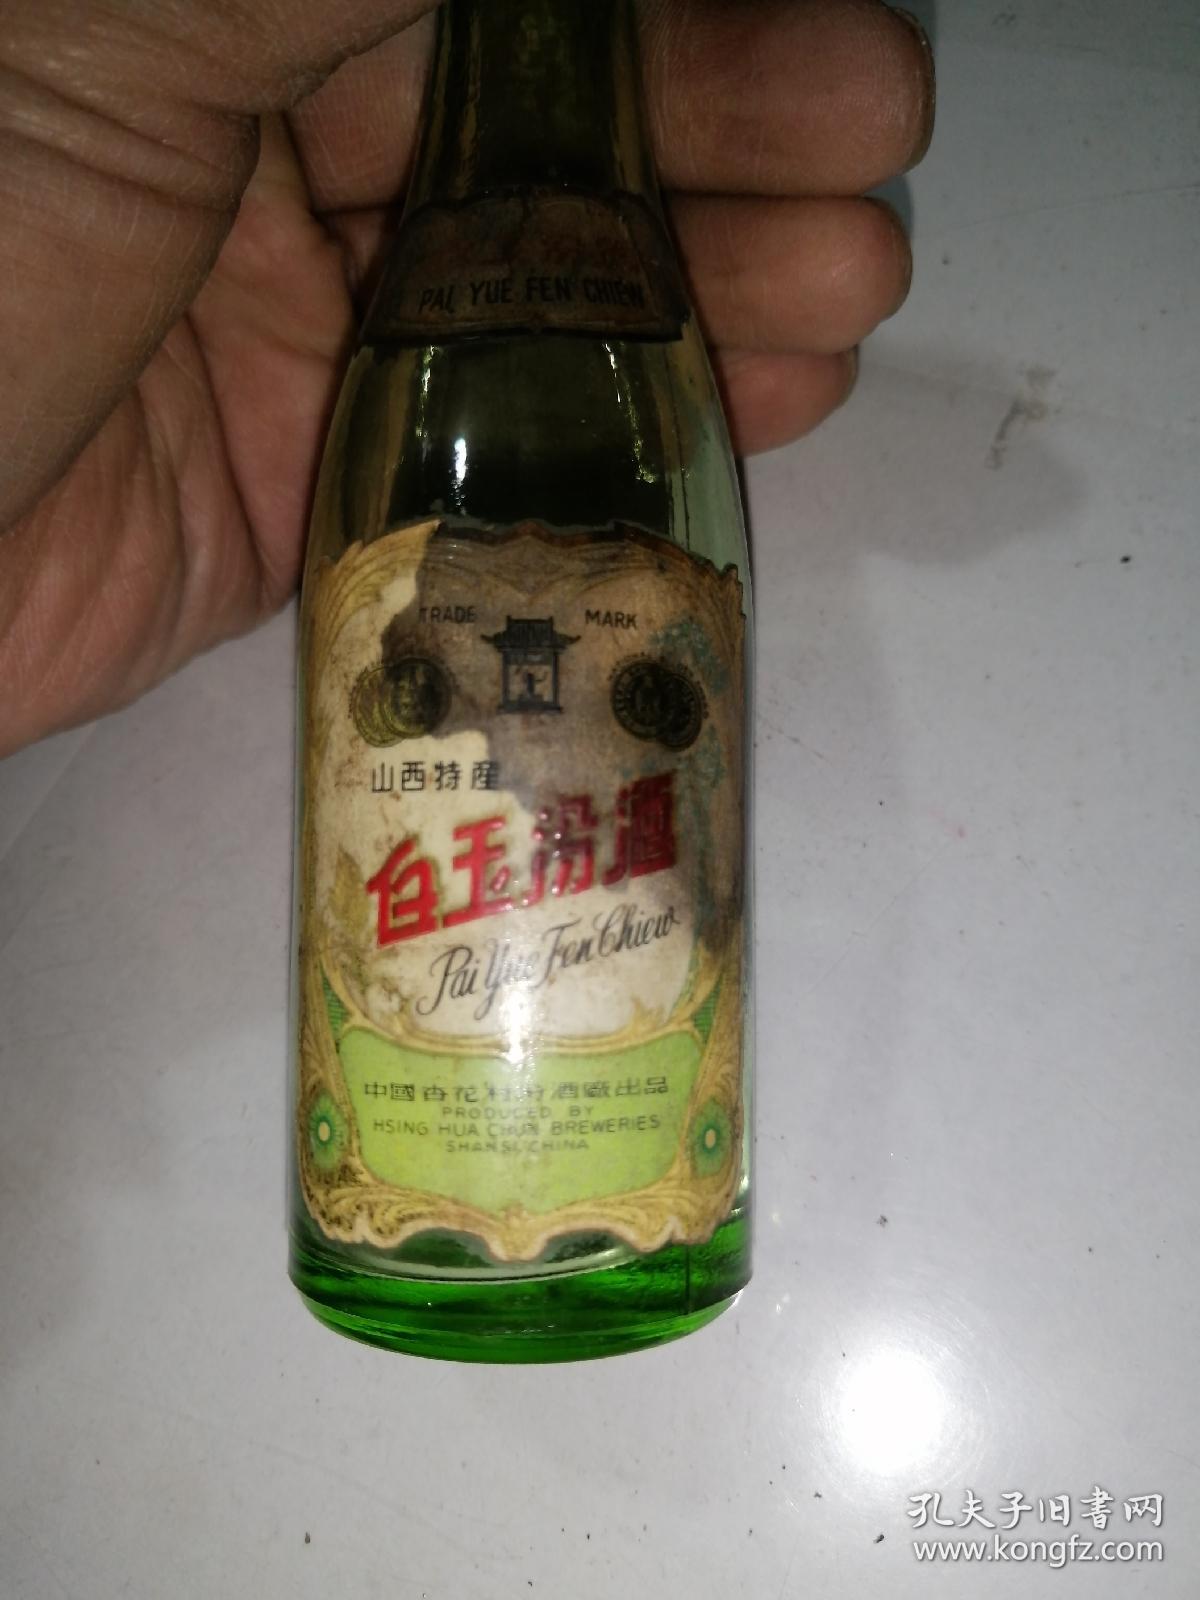 PAI YUE FEN CHIEW
TRADE MARK
山西特産
白玉汾酒
Pai Yue Fen Chiew
中國杏花村汾酒廠出品
PRODUCED BY
HSING HUA CHUN BREWERIES
SHANSI, CHINA
孔夫子旧書网
www.kongfz.com